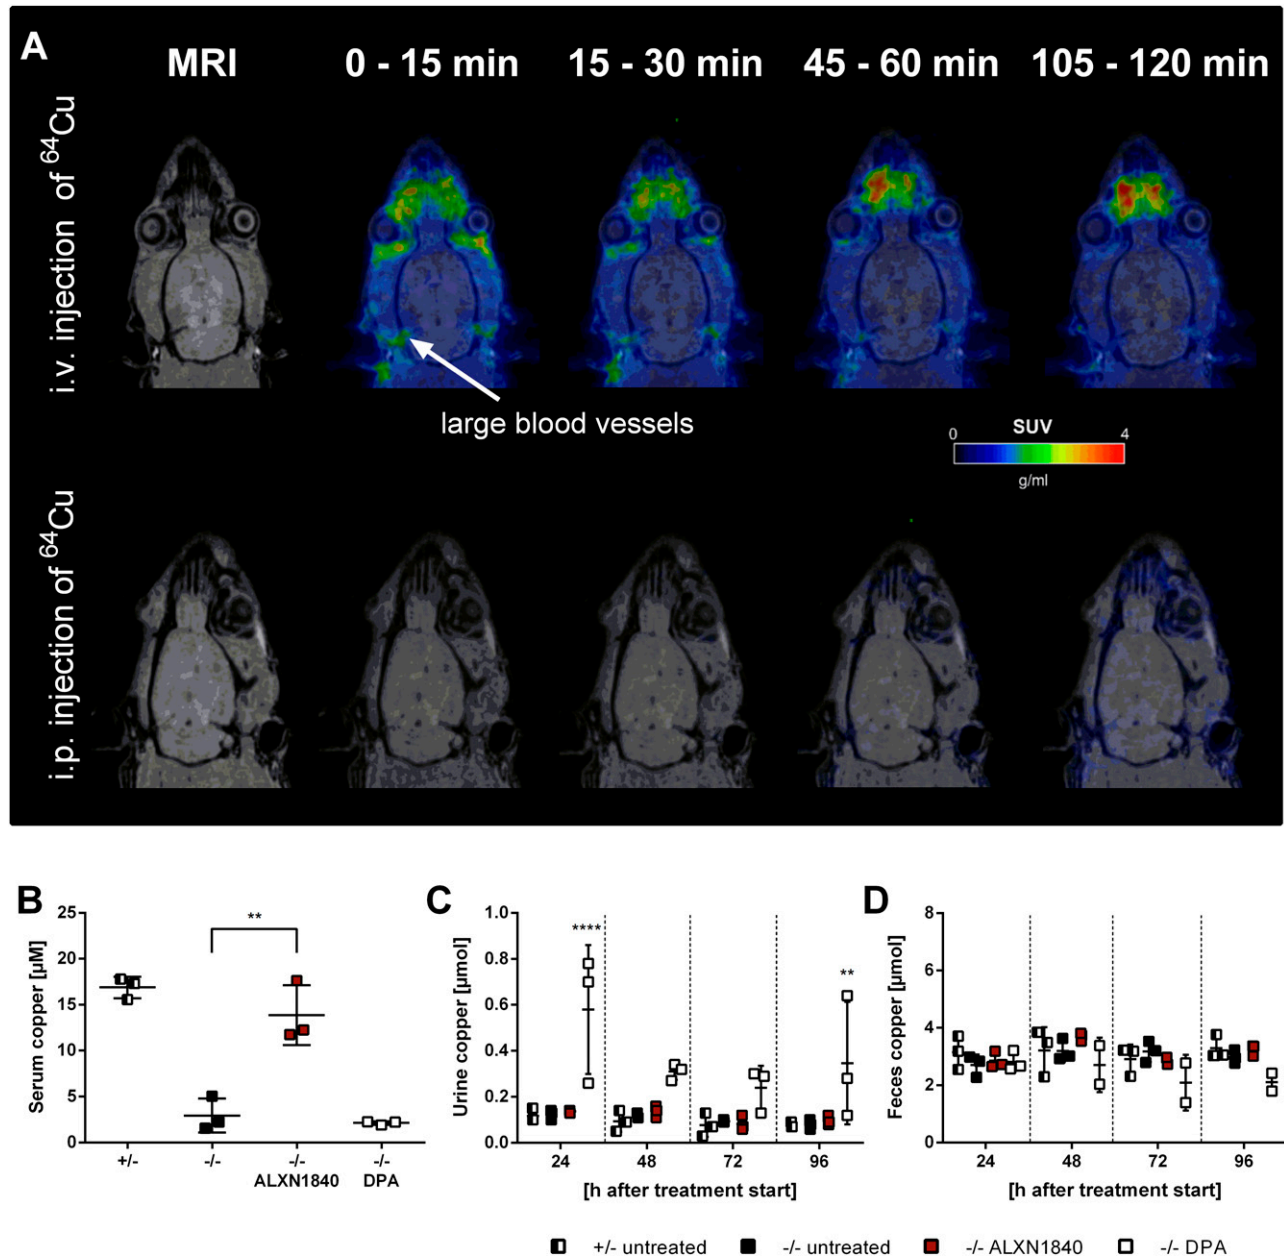 A
MRI
0 - 15 min
15 - 30 min
45 - 60 min
105 - 120 min
i.v. injection of ⁶⁴Cu
large blood vessels
SUV
0
4
g/ml
i.p. injection of ⁶⁴Cu
B
Serum copper [µM]
25
20
15
10
5
0
**
+/-
-/-
-/-
ALXN1840
-/-
DPA
C
Urine copper [µmol]
1.0
0.8
0.6
0.4
0.2
0.0
****
**
24
48
72
96
[h after treatment start]
D
Feces copper [µmol]
8
6
4
2
0
24
48
72
96
[h after treatment start]
+/- untreated
-/- untreated
-/- ALXN1840
-/- DPA